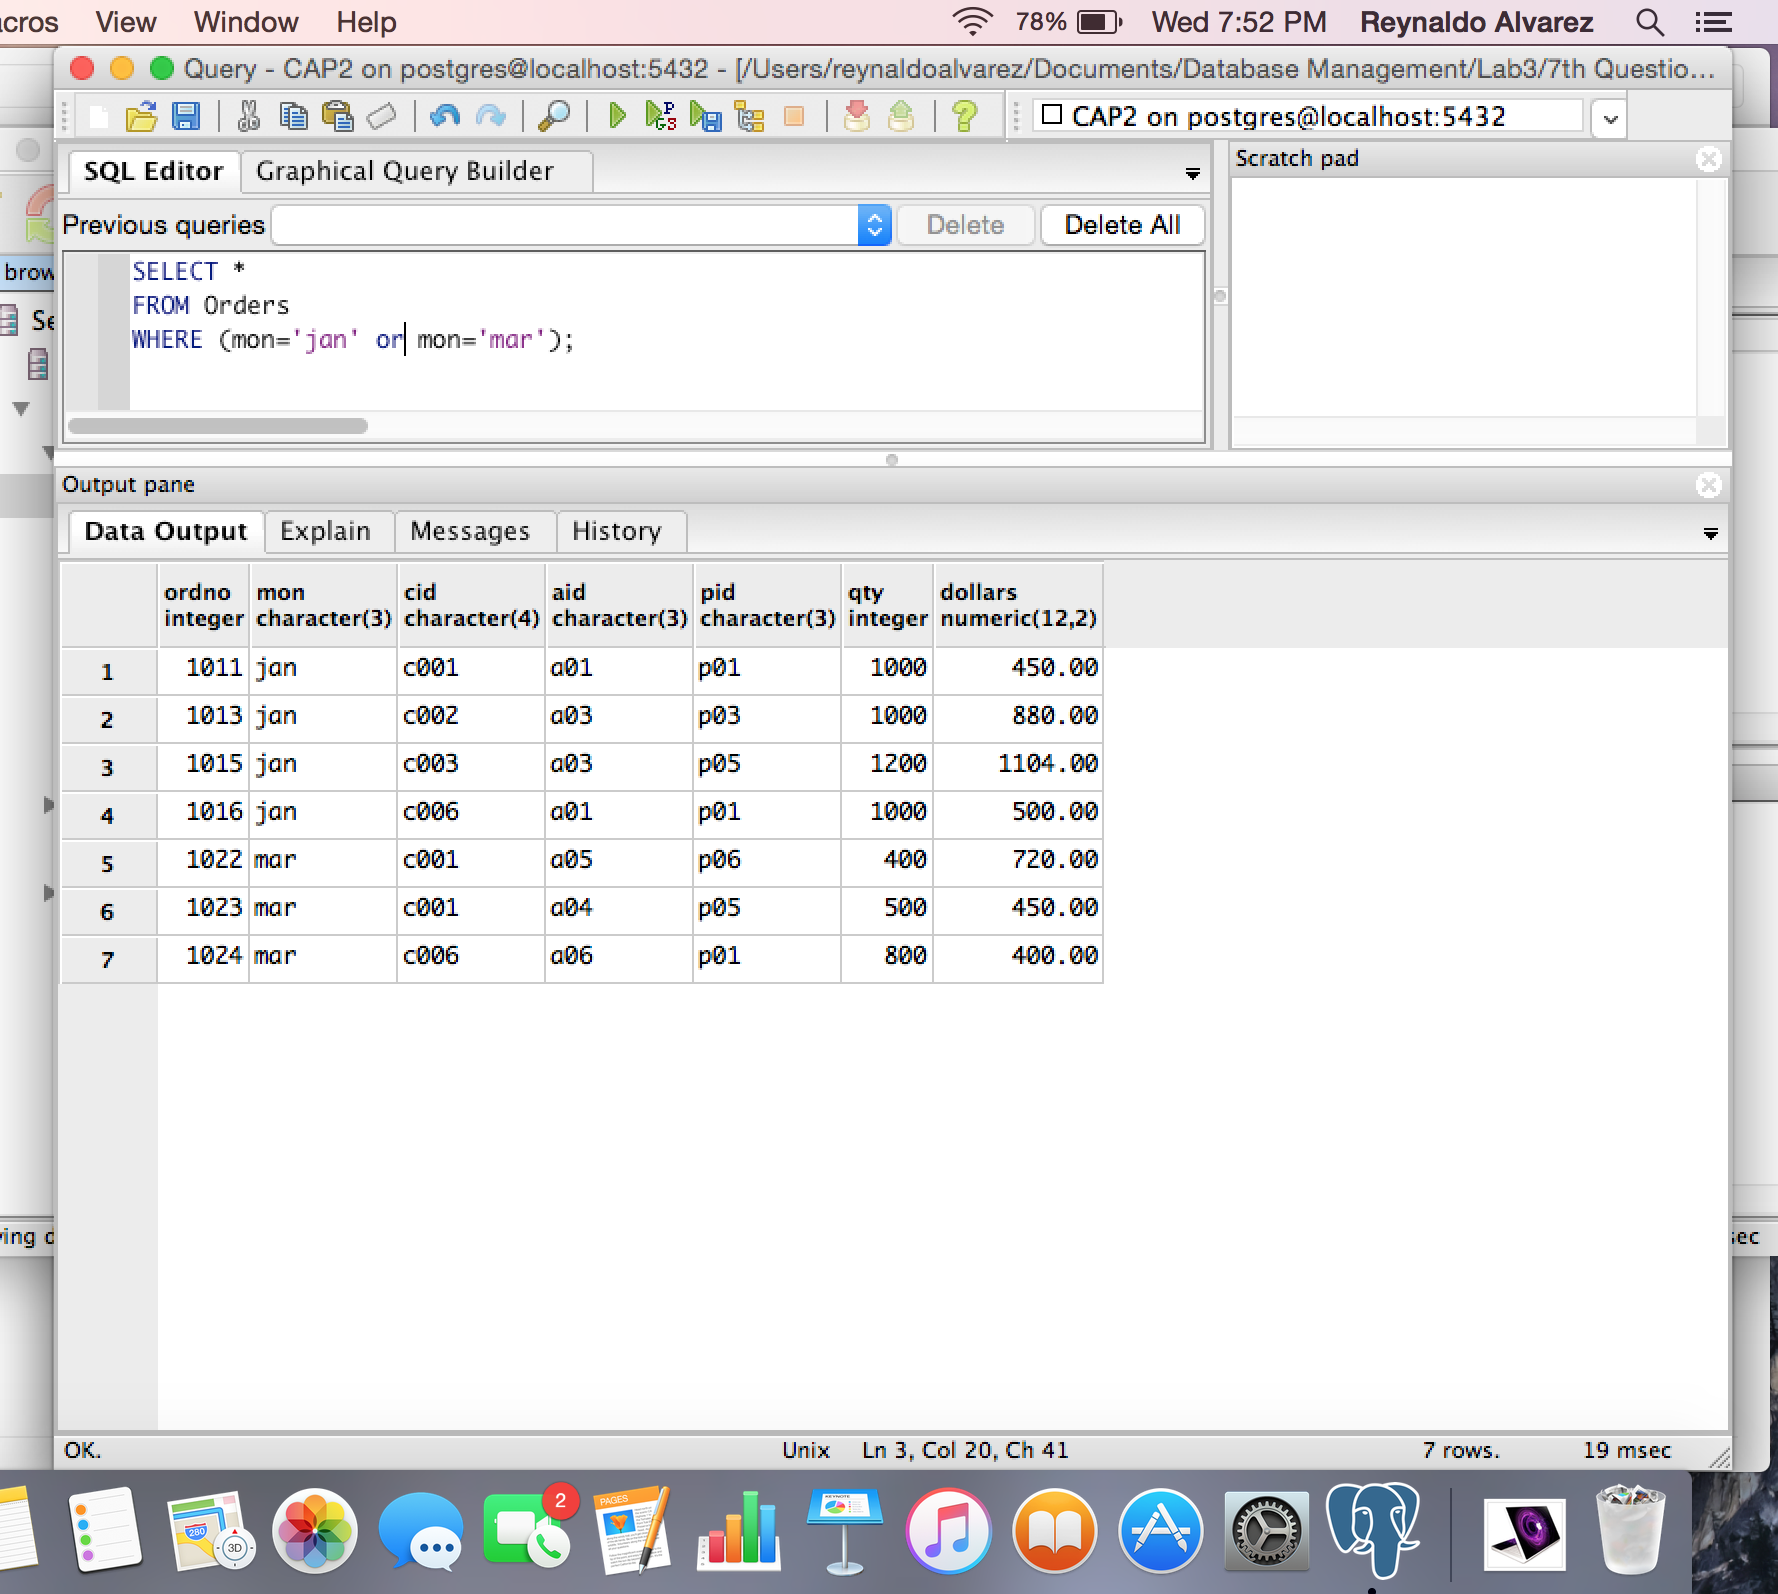 acros View Window Help 78% Wed 7:52 PM Reynaldo Alvarez
Query - CAP2 on postgres@localhost:5432 - [/Users/reynaldoalvarez/Documents/Database Management/Lab3/7th Questio...
CAP2 on postgres@localhost:5432
SQL Editor Graphical Query Builder
Scratch pad
Previous queries Delete Delete All
brow
SELECT *
FROM Orders
Se
WHERE (mon='jan' or mon='mar');
Output pane
Data Output Explain Messages History
ordno mon cid aid pid qty dollars
integer character(3) character(4) character(3) character(3) integer numeric(12,2)
1 1011 jan c001 a01 p01 1000 450.00
2 1013 jan c002 a03 p03 1000 880.00
3 1015 jan c003 a03 p05 1200 1104.00
4 1016 jan c006 a01 p01 1000 500.00
5 1022 mar c001 a05 p06 400 720.00
6 1023 mar c001 a04 p05 500 450.00
7 1024 mar c006 a06 p01 800 400.00
ving d
sec
OK. Unix Ln 3, Col 20, Ch 41 7 rows. 19 msec
280
3D
2
PAGES
KEYNOTE